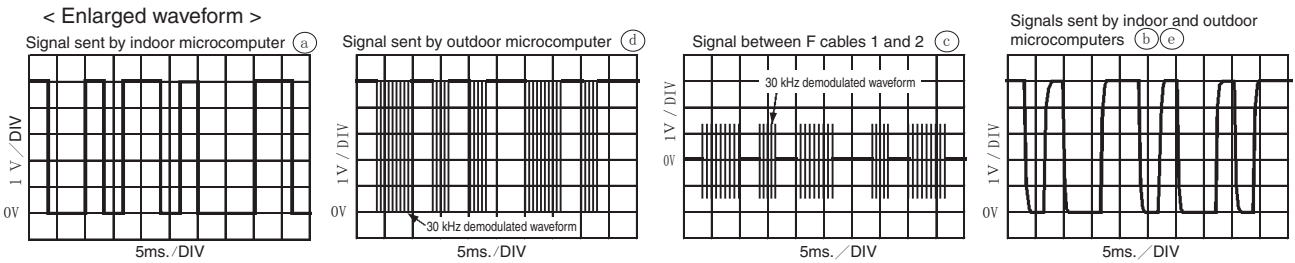 < Enlarged waveform >
Signal sent by indoor microcomputer ⓐ
1 V／DIV
0V
5ms./DIV
Signal sent by outdoor microcomputer ⓓ
1V / DIV
0V
30 kHz demodulated waveform
5ms./DIV
Signal between F cables 1 and 2 ⓒ
30 kHz demodulated waveform
1V / DIV
0V
5ms.／DIV
Signals sent by indoor and outdoor
microcomputers ⓑⓔ
1V / DIV
0V
5ms.／DIV